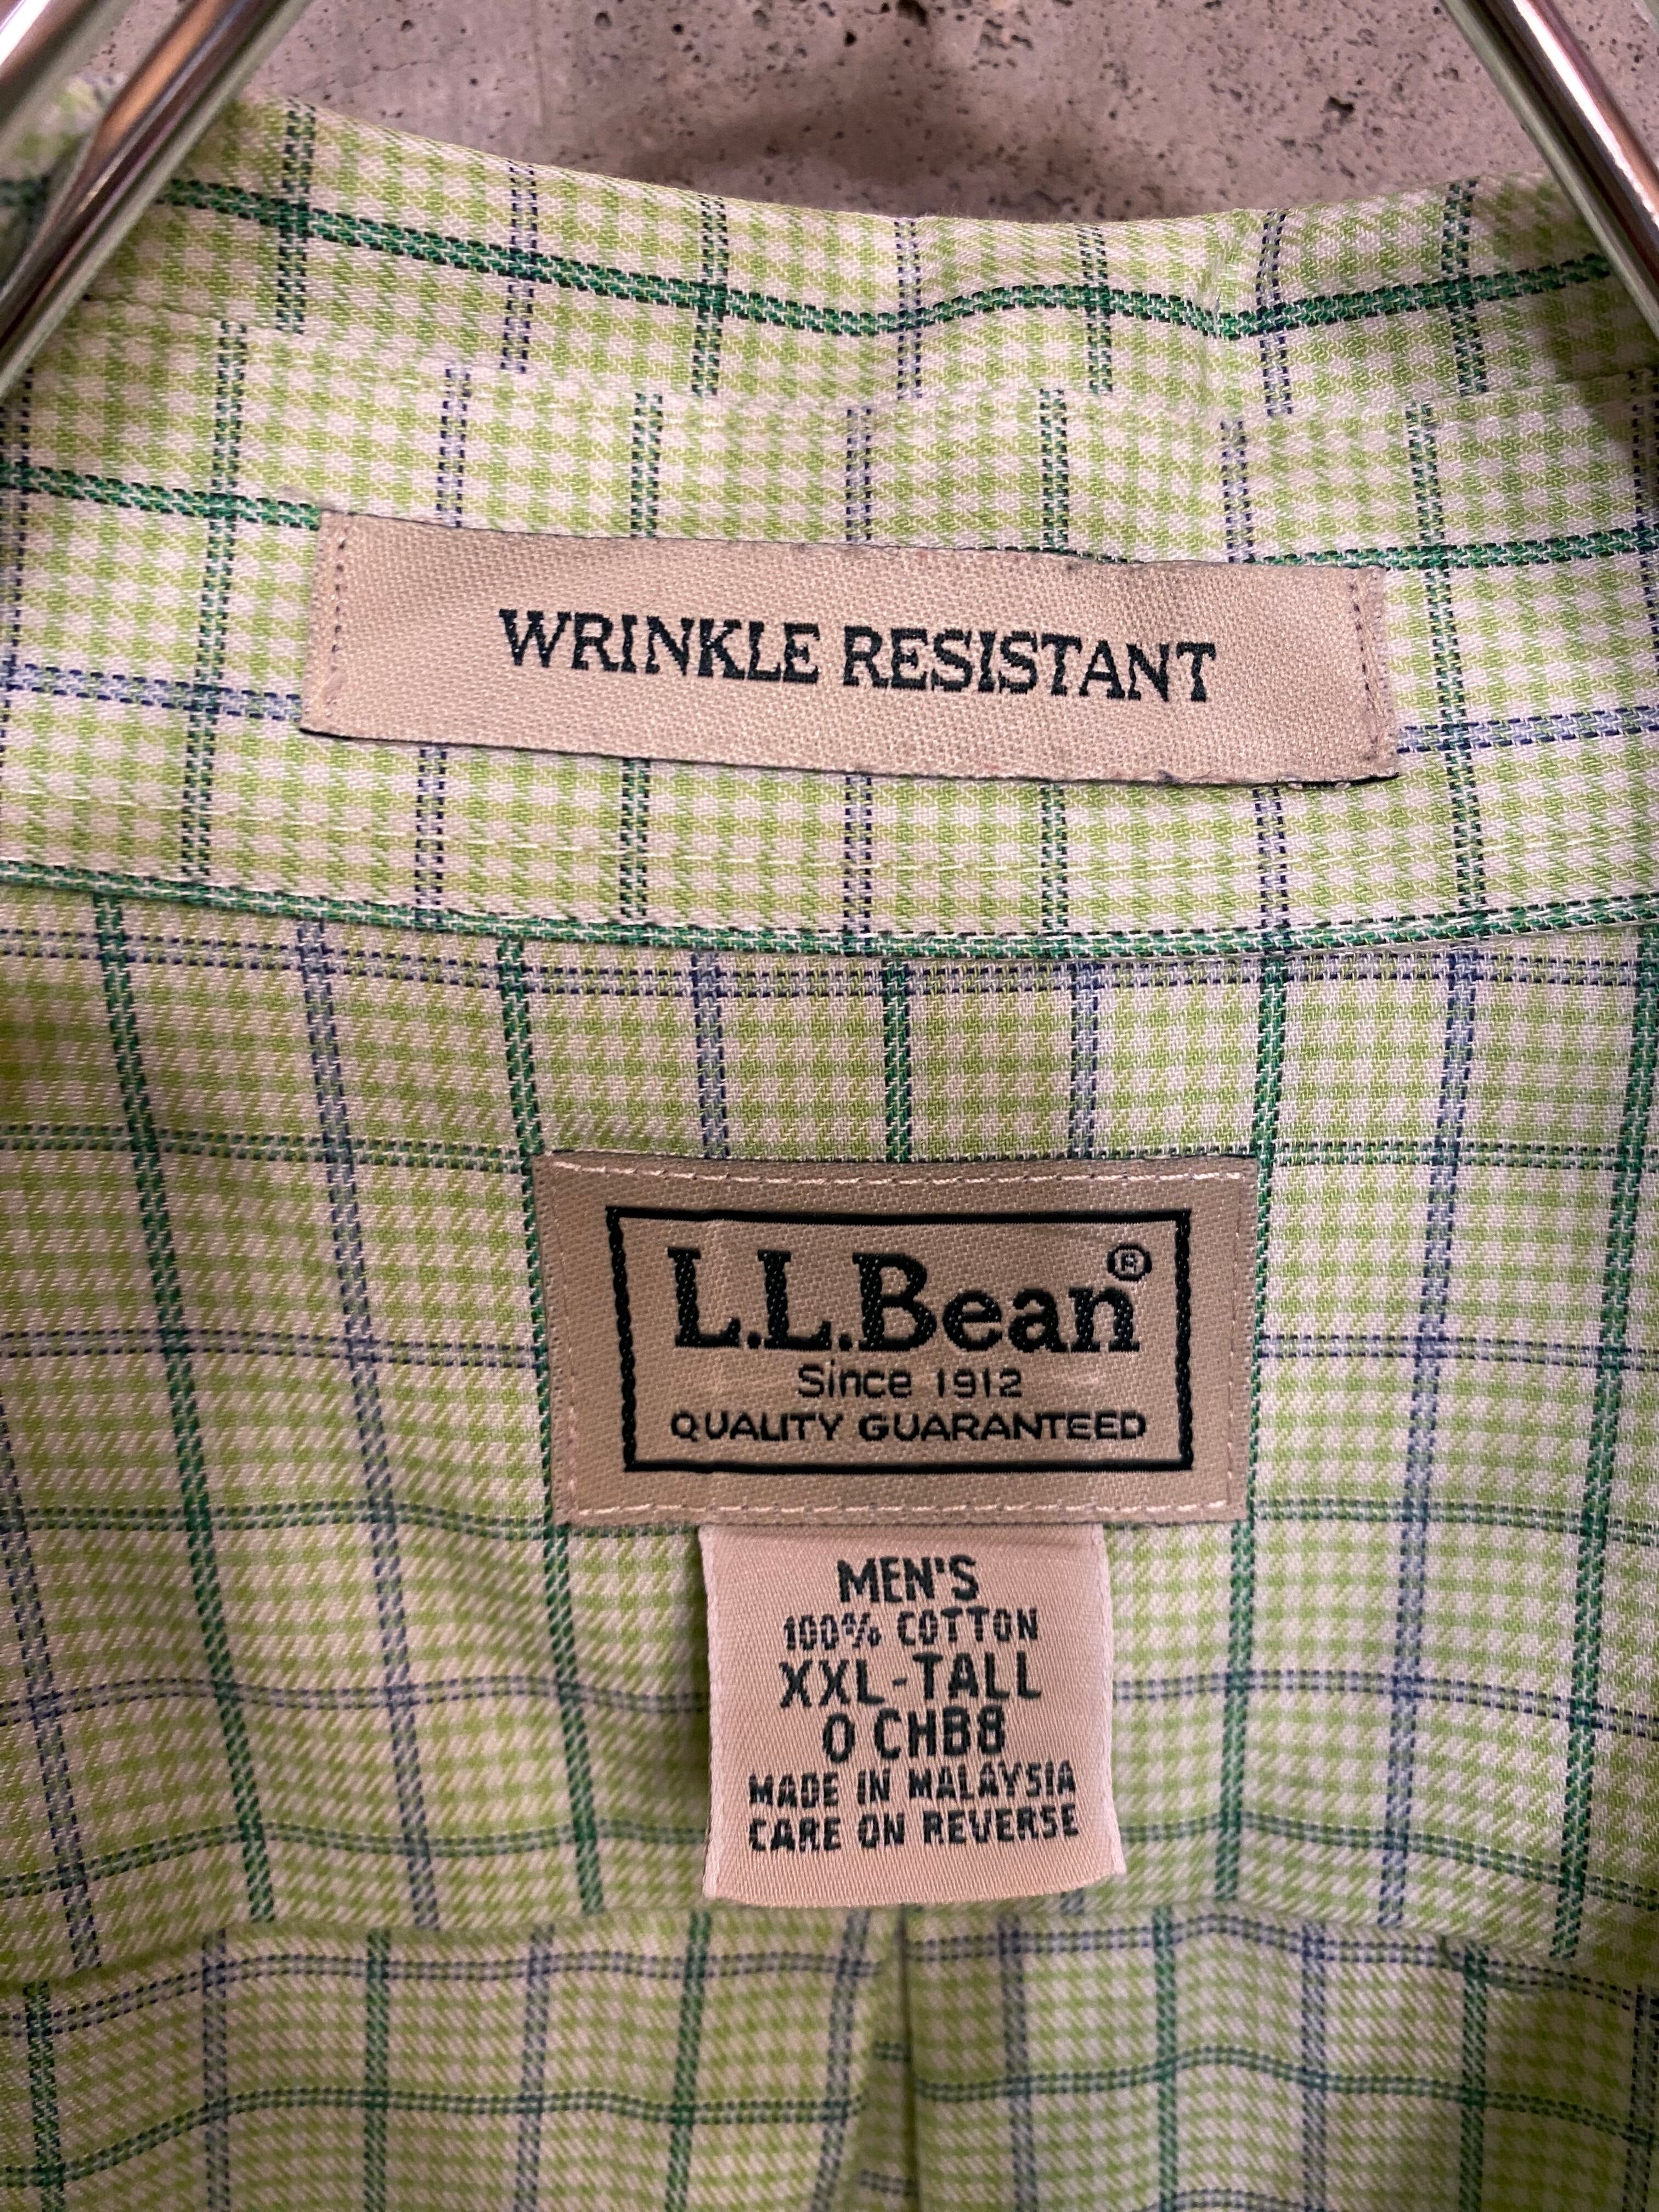 WRINKLE RESISTANT
L.L.Bean®
Since 1912
QUALITY GUARANTEED
MEN'S
100% COTTON
XXL-TALL
0 CHB8
MADE IN MALAYSIA
CARE ON REVERSE